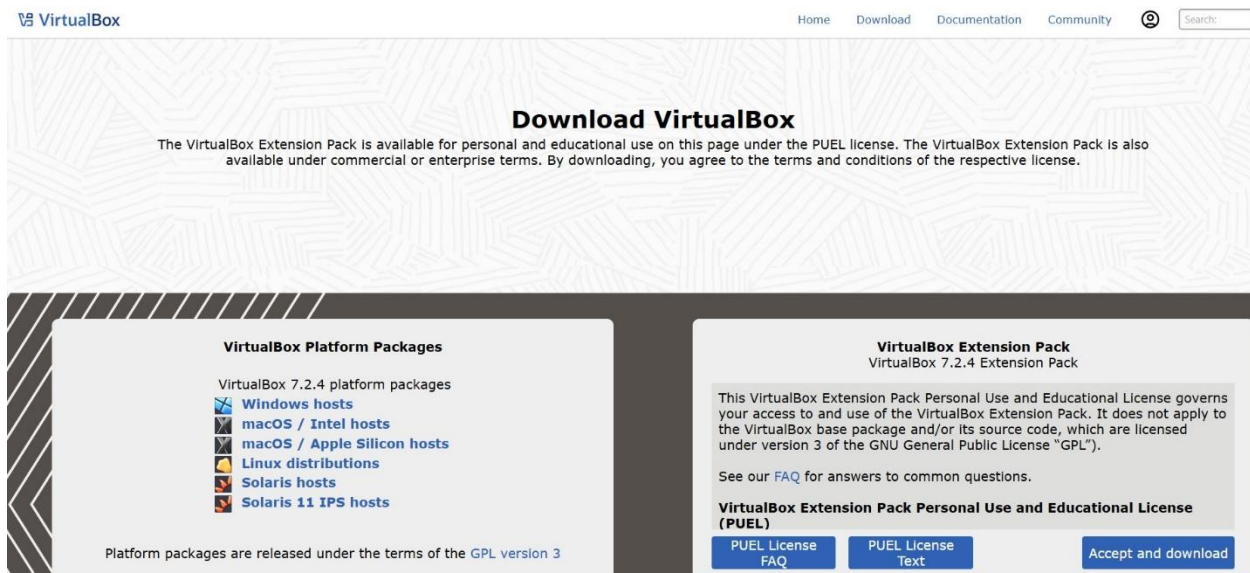 VirtualBox
Home Download Documentation Community Search:
Download VirtualBox
The VirtualBox Extension Pack is available for personal and educational use on this page under the PUEL license. The VirtualBox Extension Pack is also
available under commercial or enterprise terms. By downloading, you agree to the terms and conditions of the respective license.
VirtualBox Platform Packages
VirtualBox 7.2.4 platform packages
Windows hosts
macOS / Intel hosts
macOS / Apple Silicon hosts
Linux distributions
Solaris hosts
Solaris 11 IPS hosts
Platform packages are released under the terms of the GPL version 3
VirtualBox Extension Pack
VirtualBox 7.2.4 Extension Pack
This VirtualBox Extension Pack Personal Use and Educational License governs
your access to and use of the VirtualBox Extension Pack. It does not apply to
the VirtualBox base package and/or its source code, which are licensed
under version 3 of the GNU General Public License “GPL”).
See our FAQ for answers to common questions.
VirtualBox Extension Pack Personal Use and Educational License
(PUEL)
PUEL License
FAQ
PUEL License
Text
Accept and download